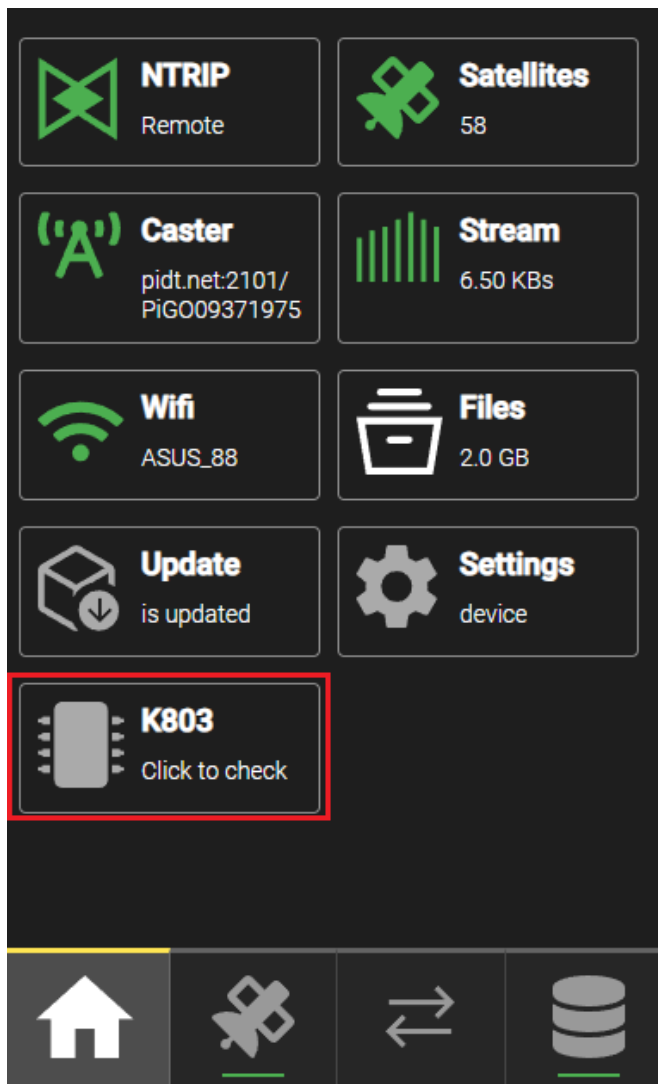 NTRIP
Remote
Satellites
58
Caster
pidt.net:2101/
PiGO09371975
Stream
6.50 KBs
Wifi
ASUS_88
Files
2.0 GB
Update
is updated
Settings
device
K803
Click to check